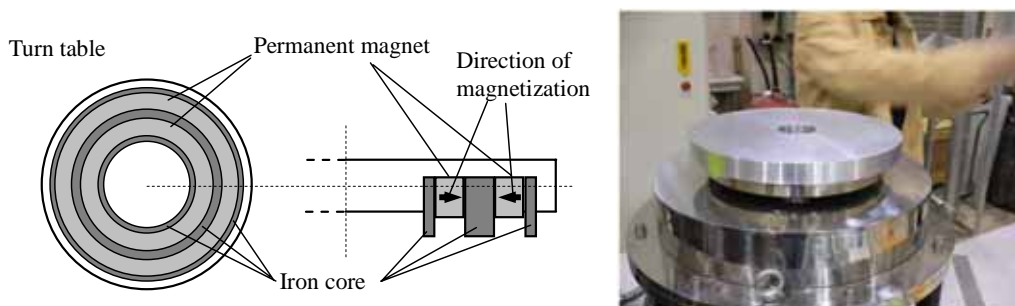 Turn table
Permanent magnet
Direction of
magnetization
Iron core